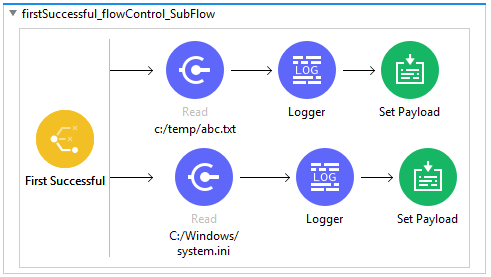 firstSuccessful_flowControl_SubFlow
LOG
Read
Logger
Set Payload
c:/temp/abc.txt
First Successful
LOG
Read
Logger
Set Payload
C:/Windows/
system.ini